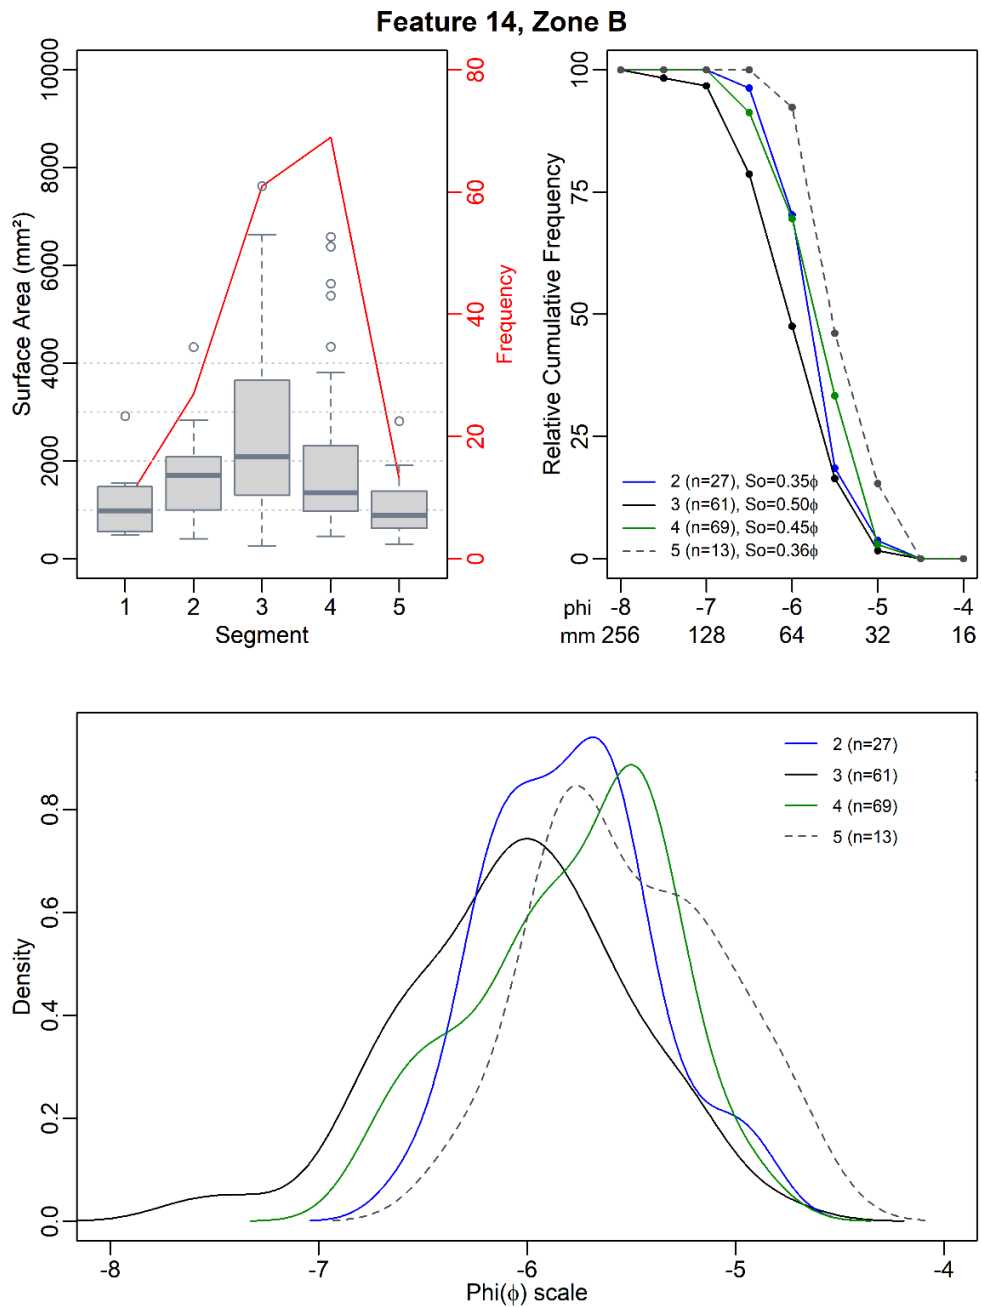 Feature 14, Zone B
Surface Area (mm²)
0 2000 4000 6000 8000 10000
Frequency
0 20 40 60 80
1 2 3 4 5
Segment
Relative Cumulative Frequency
0 25 50 75 100
2 (n=27), So=0.35ϕ
3 (n=61), So=0.50ϕ
4 (n=69), So=0.45ϕ
5 (n=13), So=0.36ϕ
phi -8 -7 -6 -5 -4
mm 256 128 64 32 16
Density
0.0 0.2 0.4 0.6 0.8
2 (n=27)
3 (n=61)
4 (n=69)
5 (n=13)
-8 -7 -6 -5 -4
Phi(ϕ) scale